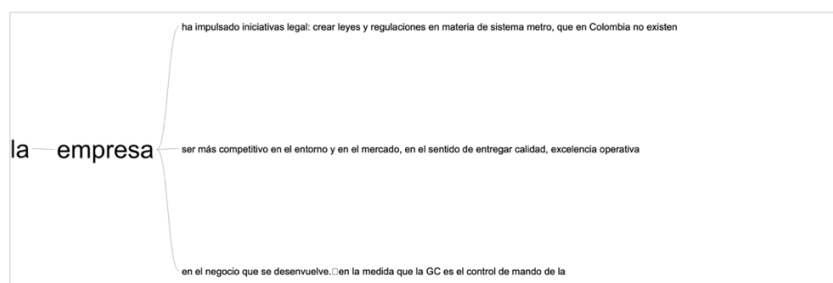 ha impulsado iniciativas legal: crear leyes y regulaciones en materia de sistema metro, que en Colombia no existen
la empresa
ser más competitivo en el entorno y en el mercado, en el sentido de entregar calidad, excelencia operativa
en el negocio que se desenvuelve.□en la medida que la GC es el control de mando de la